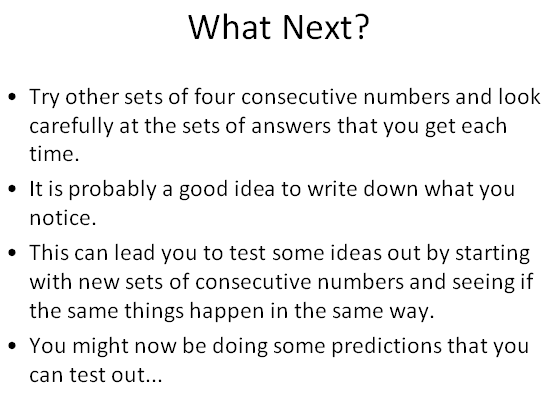 What Next?
• Try other sets of four consecutive numbers and look
carefully at the sets of answers that you get each
time.
• It is probably a good idea to write down what you
notice.
• This can lead you to test some ideas out by starting
with new sets of consecutive numbers and seeing if
the same things happen in the same way.
• You might now be doing some predictions that you
can test out...